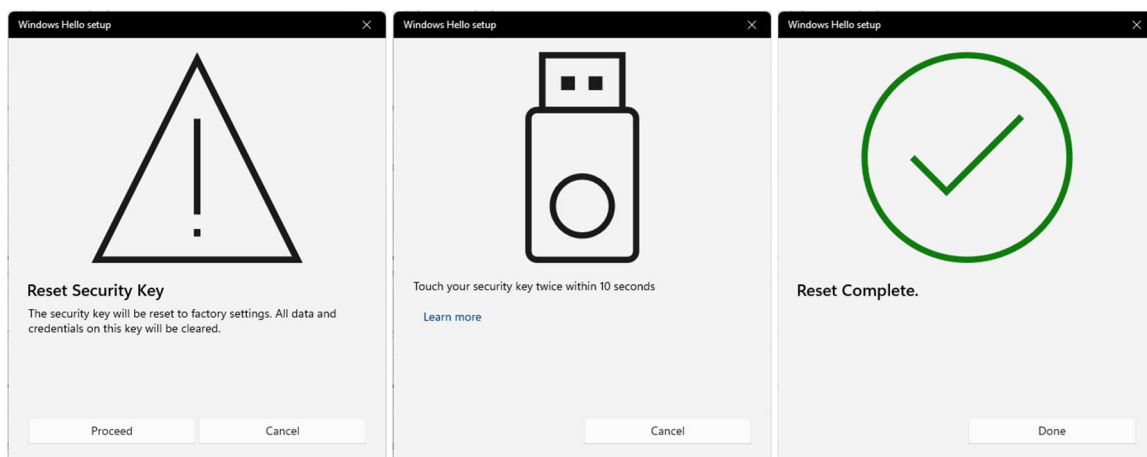 Windows Hello setup
Reset Security Key
The security key will be reset to factory settings. All data and
credentials on this key will be cleared.
Proceed
Cancel
Windows Hello setup
Touch your security key twice within 10 seconds
Learn more
Cancel
Windows Hello setup
Reset Complete.
Done